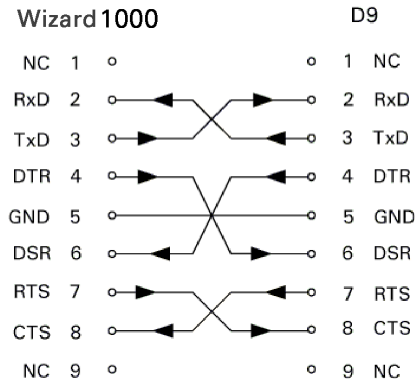 Wizard 1000 D9
NC 1 1 NC
RxD 2 2 RxD
TxD 3 3 TxD
DTR 4 4 DTR
GND 5 5 GND
DSR 6 6 DSR
RTS 7 7 RTS
CTS 8 8 CTS
NC 9 9 NC